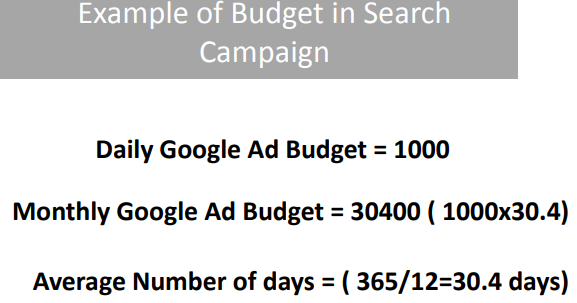 Example of Budget in Search
Campaign
Daily Google Ad Budget = 1000
Monthly Google Ad Budget = 30400 ( 1000x30.4)
Average Number of days = ( 365/12=30.4 days)